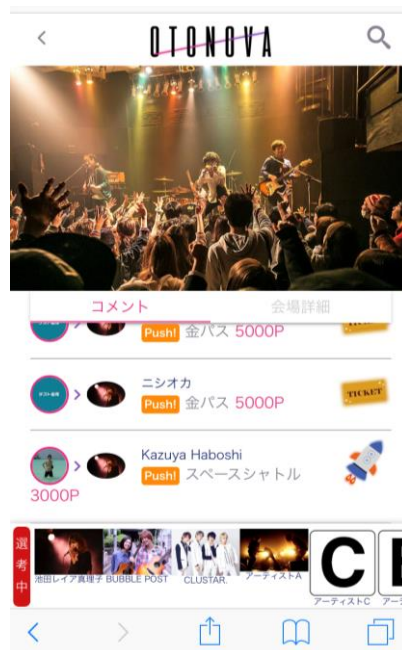 OTONOVA
コメント
会場詳細
Push! 金パス 5000P
ニシオカ
Push! 金パス 5000P
TICKET
Kazuya Haboshi
Push! スペースシャトル
3000P
選考中
池田レイア真理子
BUBBLE POST
CLUSTAR.
アーティストA
C
アーティストC